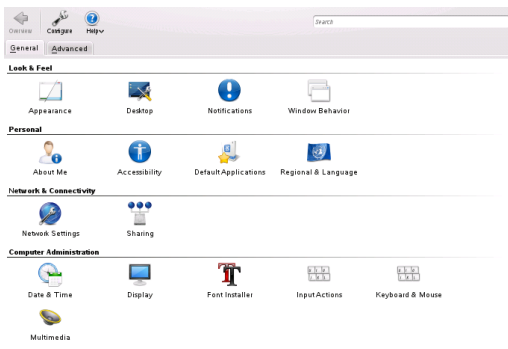 Overview Configure Help
Search
General Advanced
Look & Feel
Appearance Desktop Notifications Window Behavior
Personal
About Me Accessibility Default Applications Regional & Language
Network & Connectivity
Network Settings Sharing
Computer Administration
Date & Time Display Font Installer Input Actions Keyboard & Mouse
Multimedia